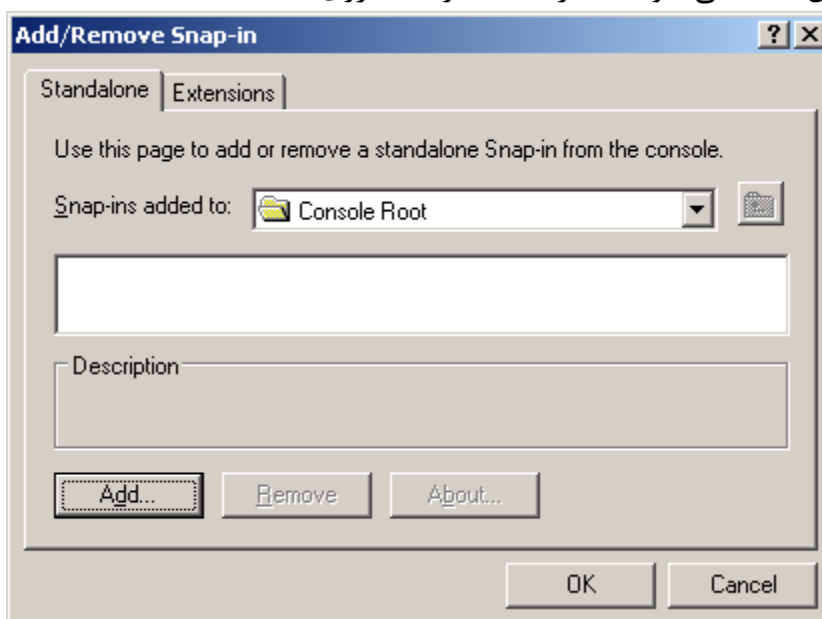 Add/Remove Snap-in
Standalone
Extensions
Use this page to add or remove a standalone Snap-in from the console.
Snap-ins added to:
Console Root
Description
Add...
Remove
About...
OK
Cancel